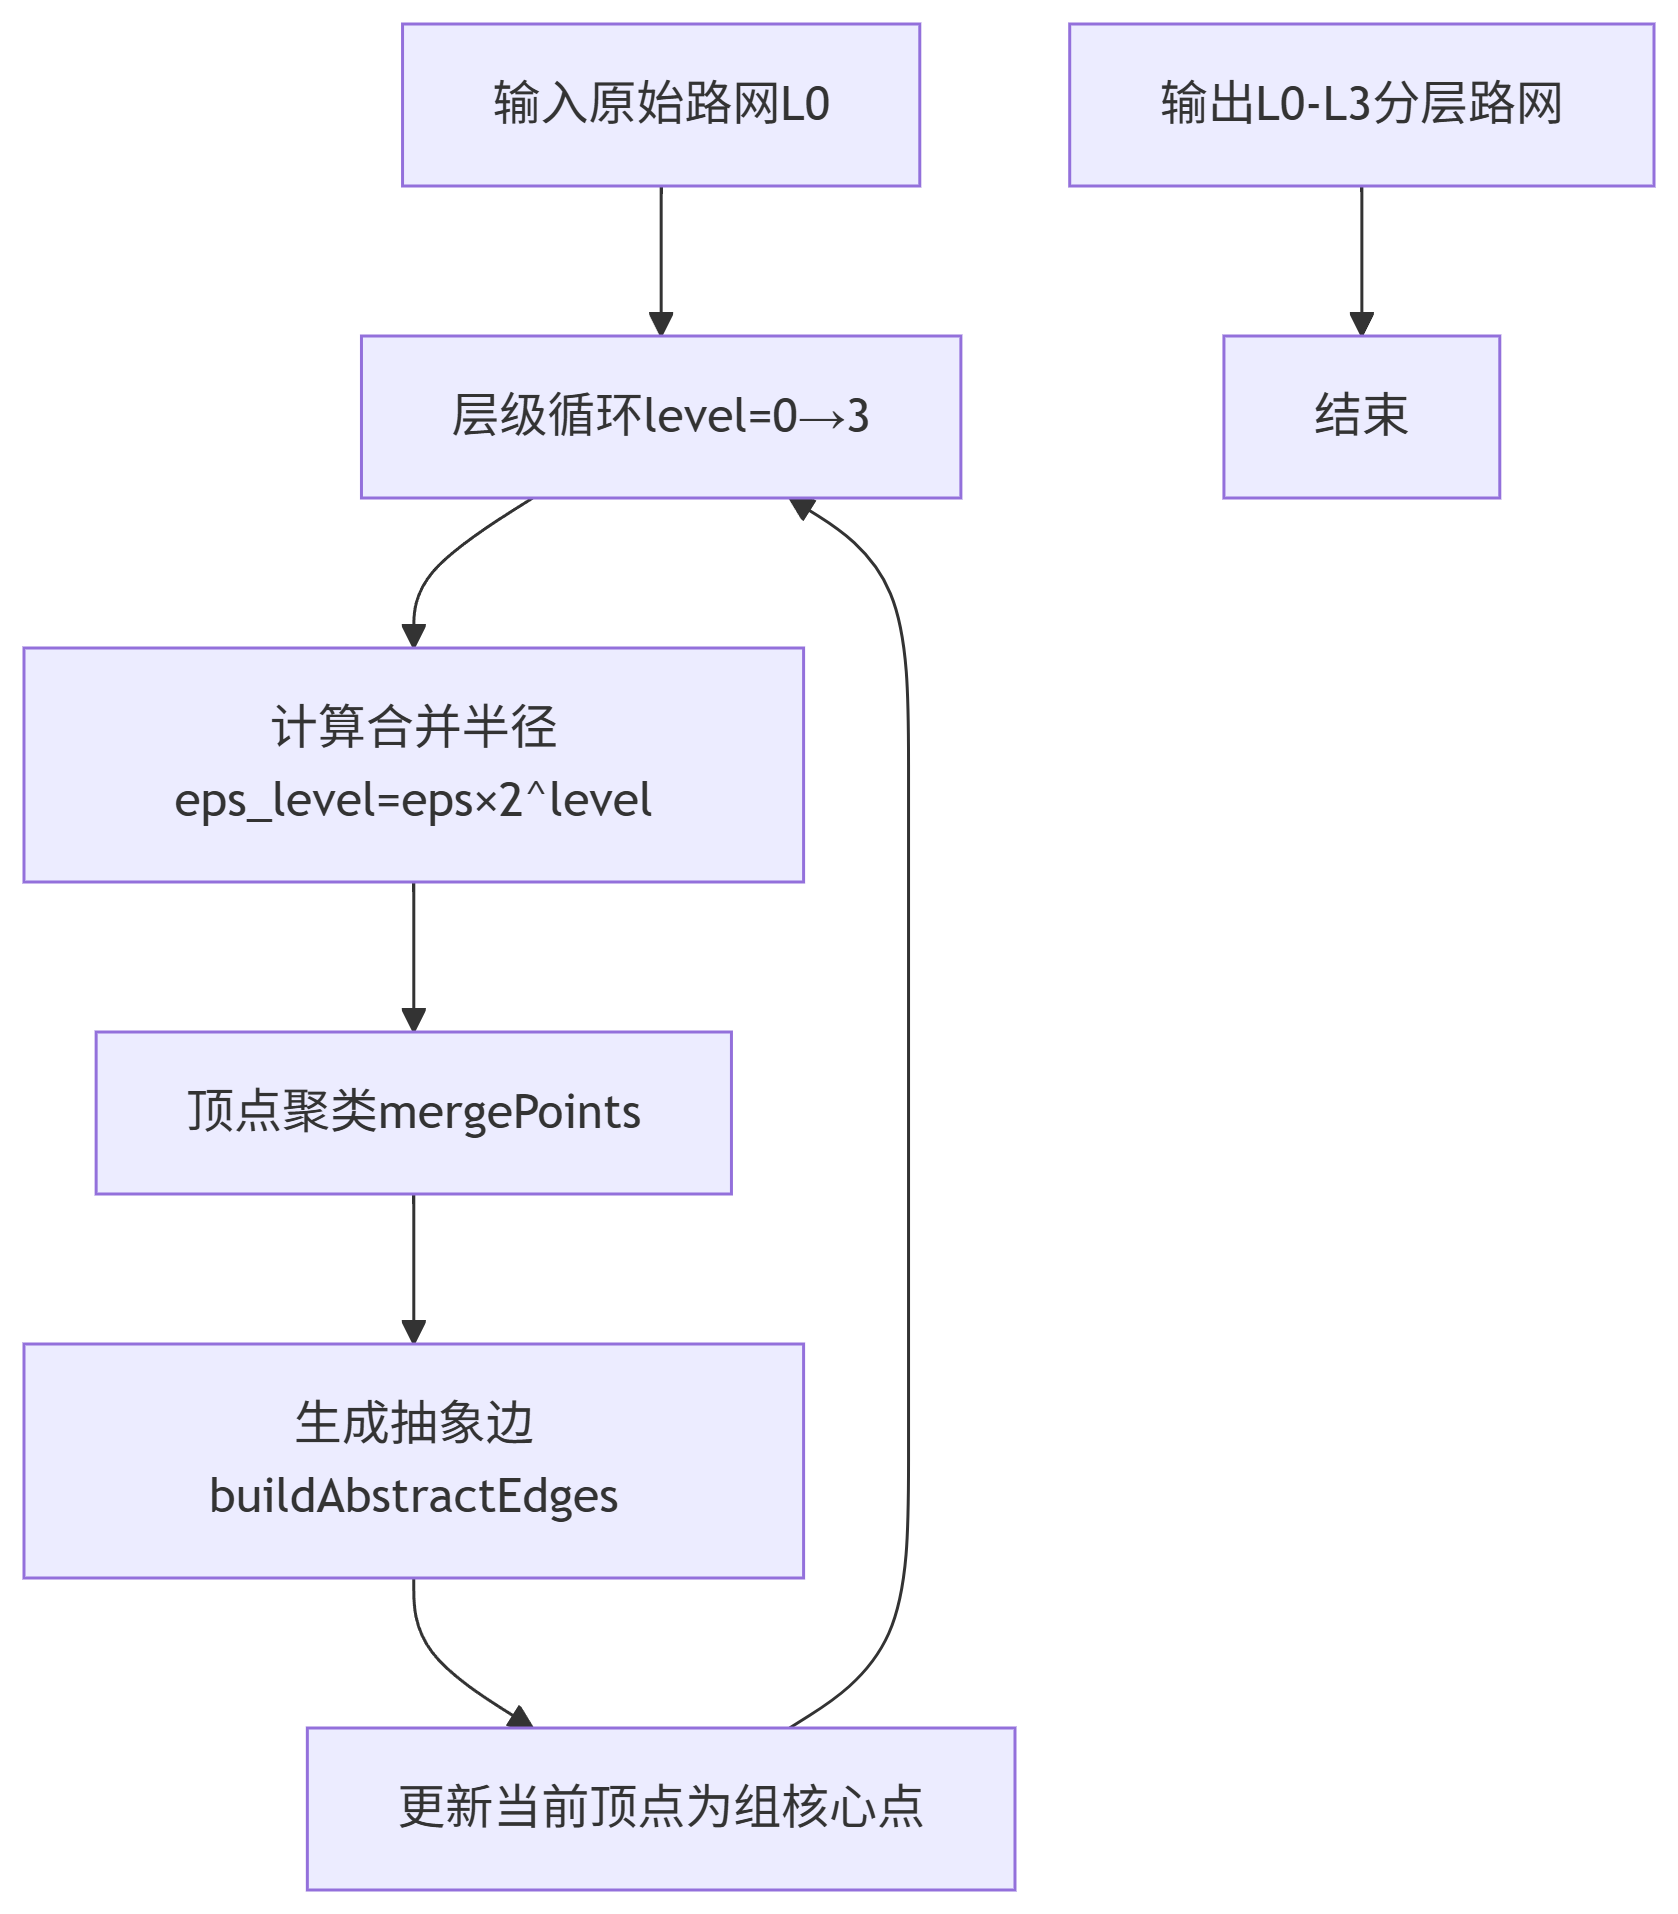 输入原始路网L0
输出L0-L3分层路网
层级循环level=0→3
结束
计算合并半径
eps_level=eps×2^level
顶点聚类mergePoints
生成抽象边
buildAbstractEdges
更新当前顶点为组核心点